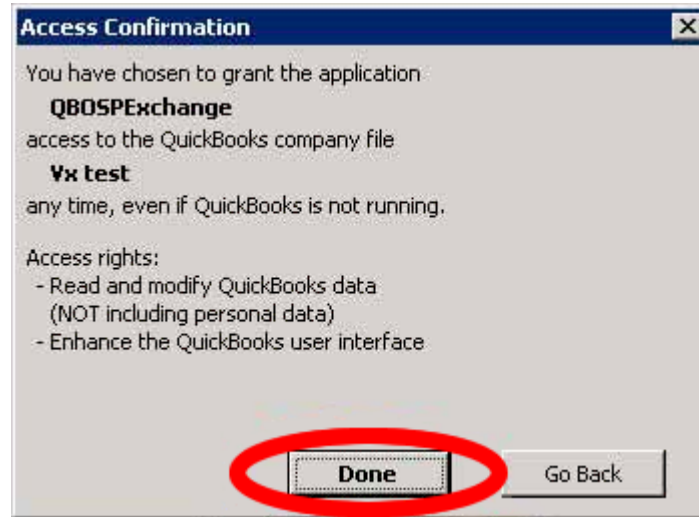 Access Confirmation
You have chosen to grant the application
QBOSPExchange
access to the QuickBooks company file
Vx test
any time, even if QuickBooks is not running.
Access rights:
- Read and modify QuickBooks data
(NOT including personal data)
- Enhance the QuickBooks user interface
Done Go Back